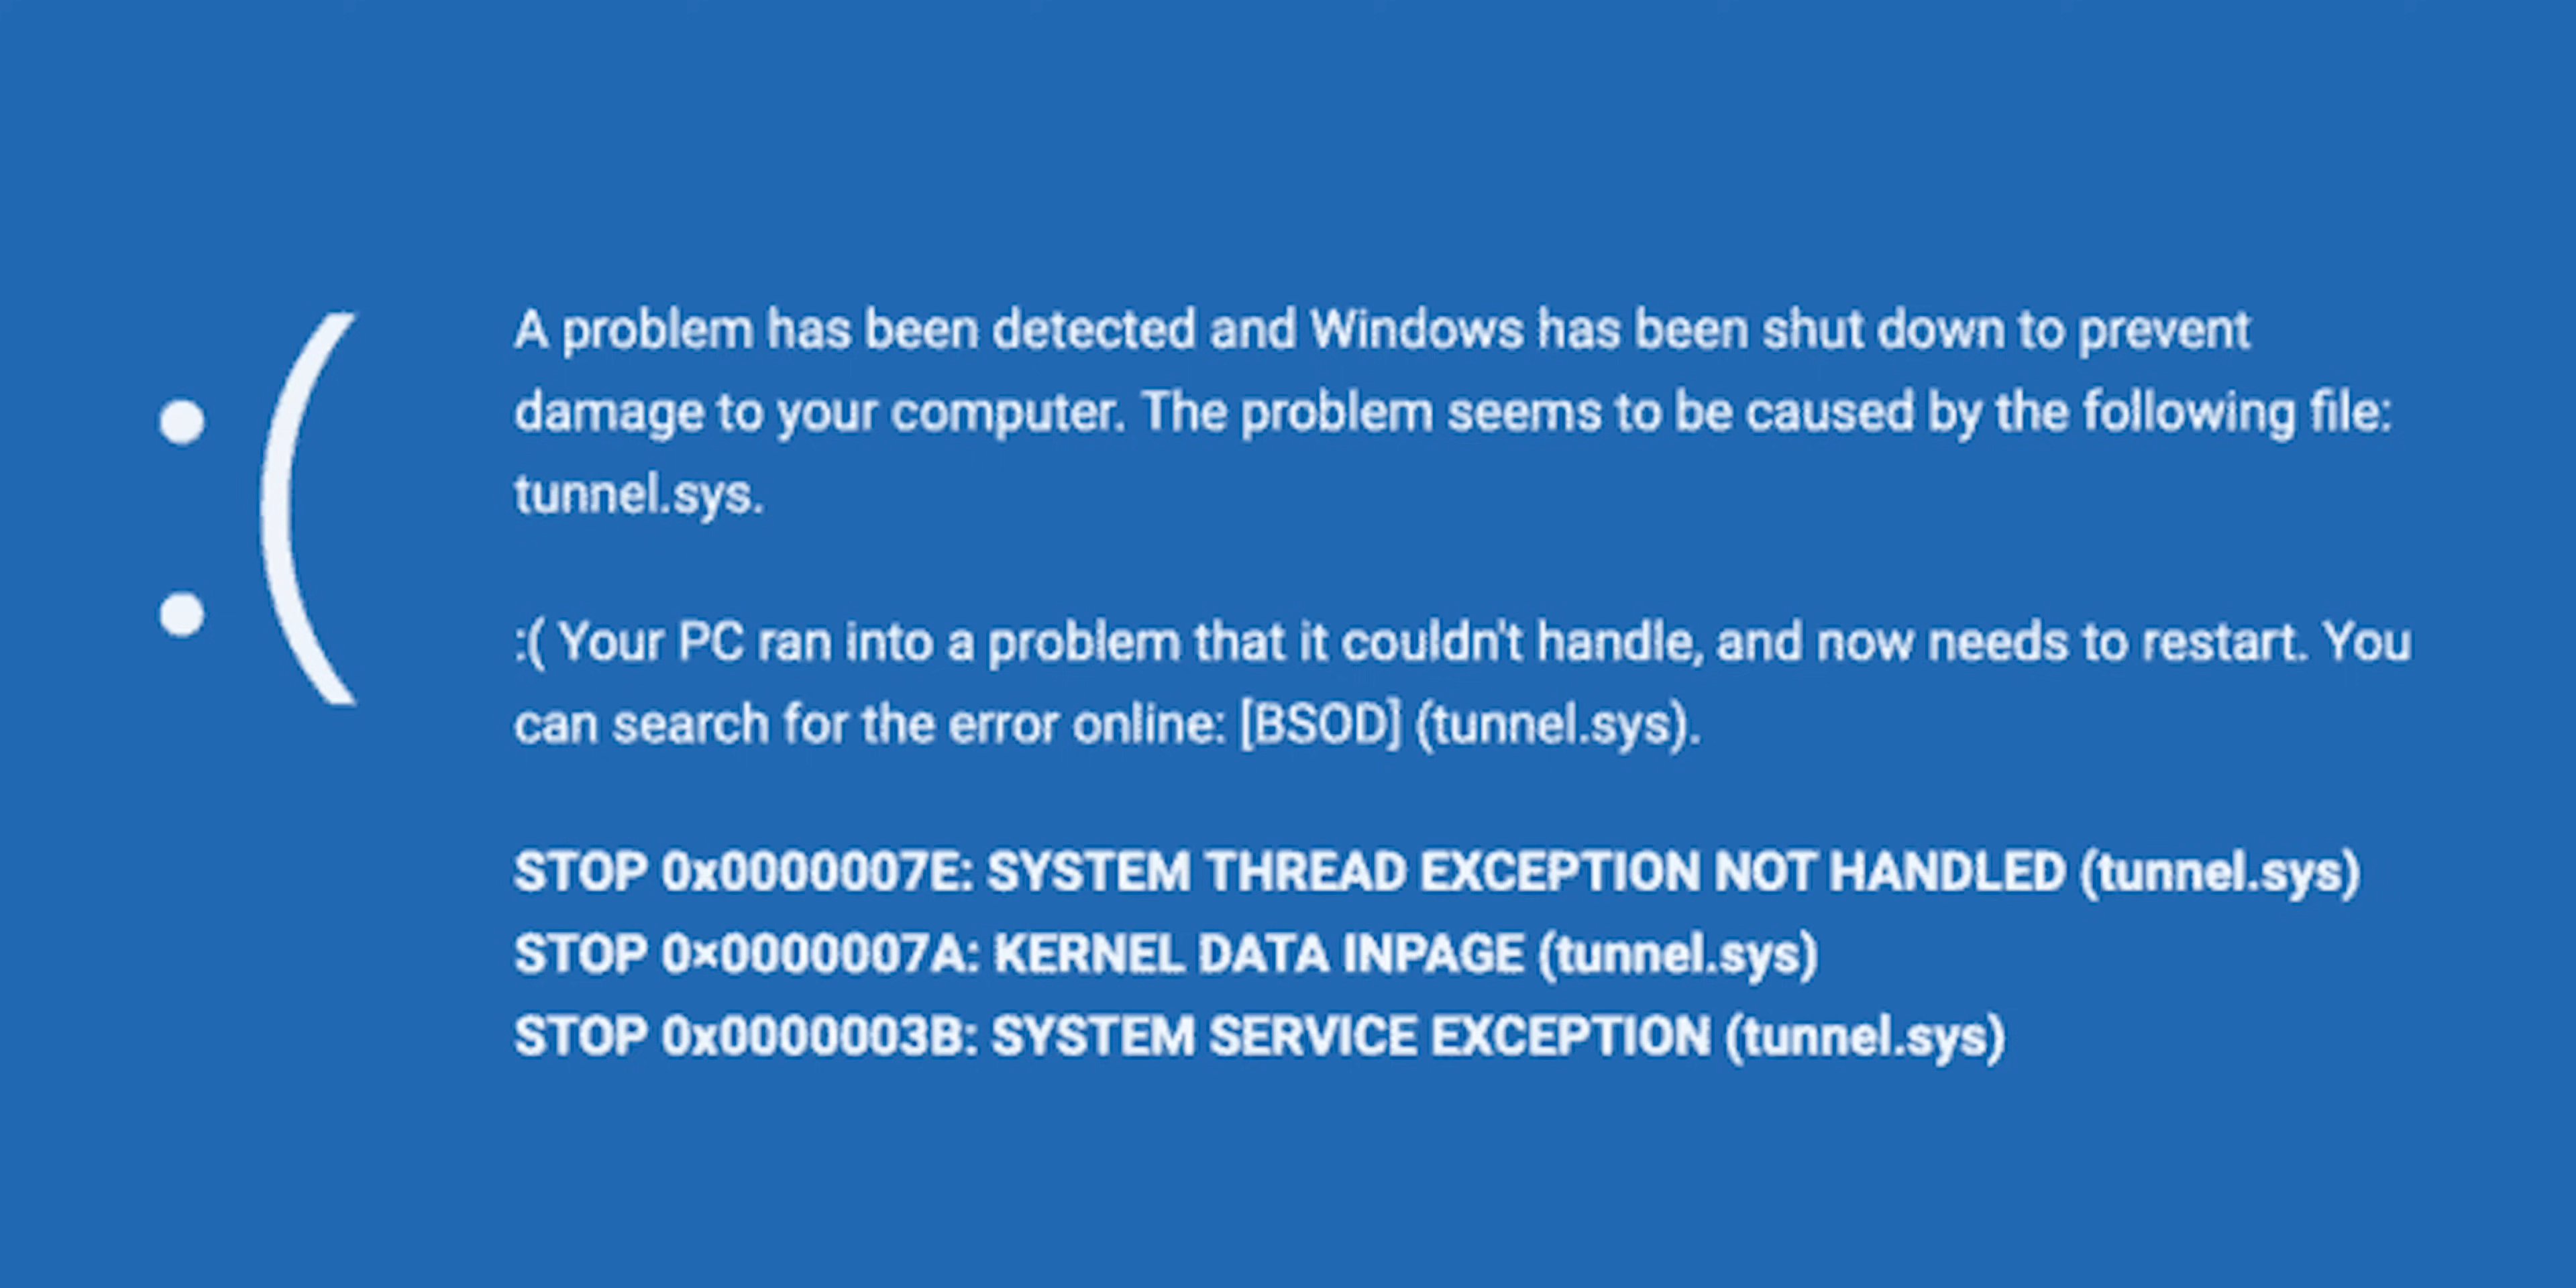 :(
A problem has been detected and Windows has been shut down to prevent
damage to your computer. The problem seems to be caused by the following file:
tunnel.sys.
:( Your PC ran into a problem that it couldn't handle, and now needs to restart. You
can search for the error online: [BSOD] (tunnel.sys).
STOP 0x0000007E: SYSTEM THREAD EXCEPTION NOT HANDLED (tunnel.sys)
STOP 0×0000007A: KERNEL DATA INPAGE (tunnel.sys)
STOP 0x0000003B: SYSTEM SERVICE EXCEPTION (tunnel.sys)